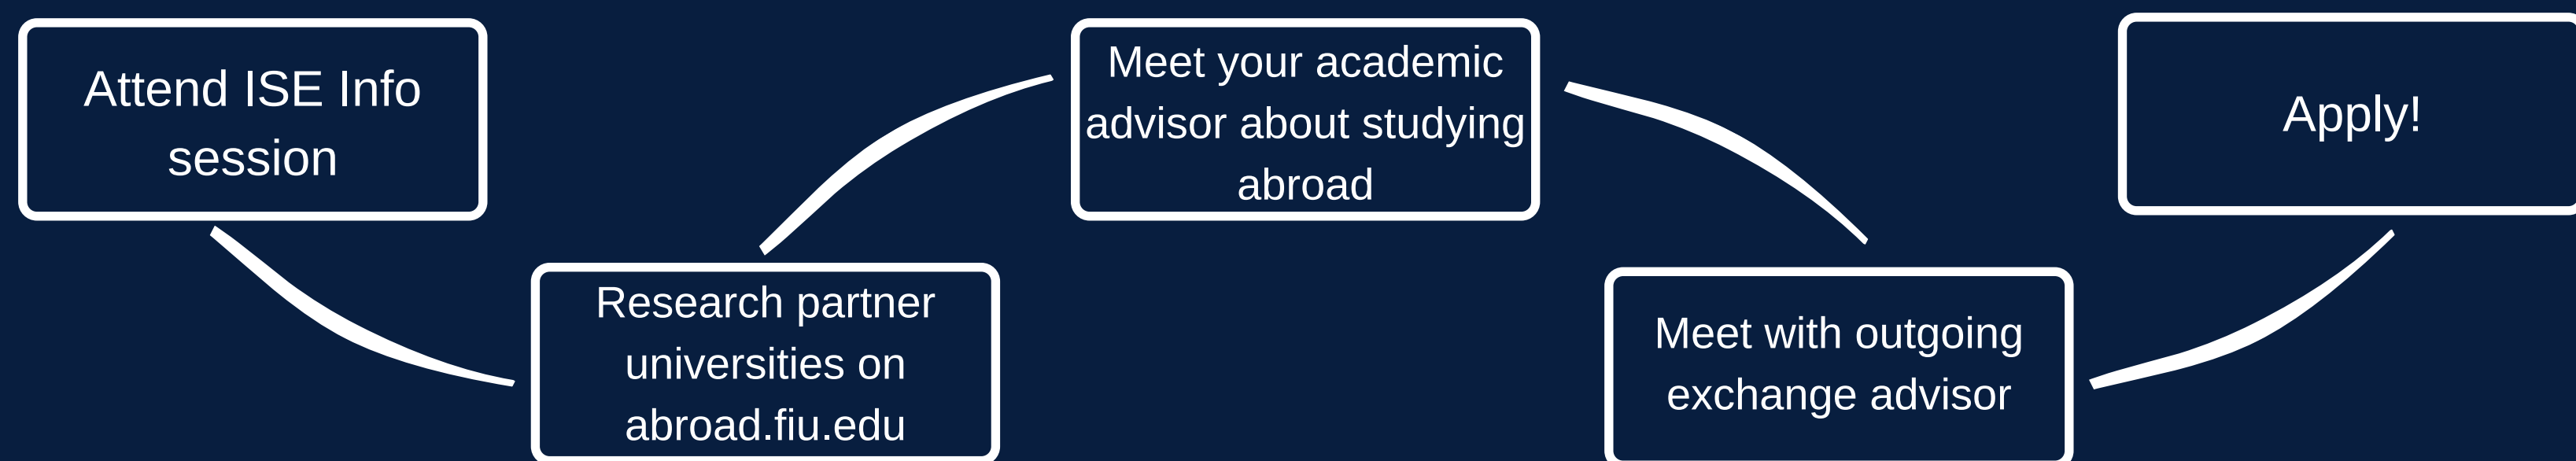 Attend ISE Info
session
Research partner
universities on
abroad.fiu.edu
Meet your academic
advisor about studying
abroad
Meet with outgoing
exchange advisor
Apply!